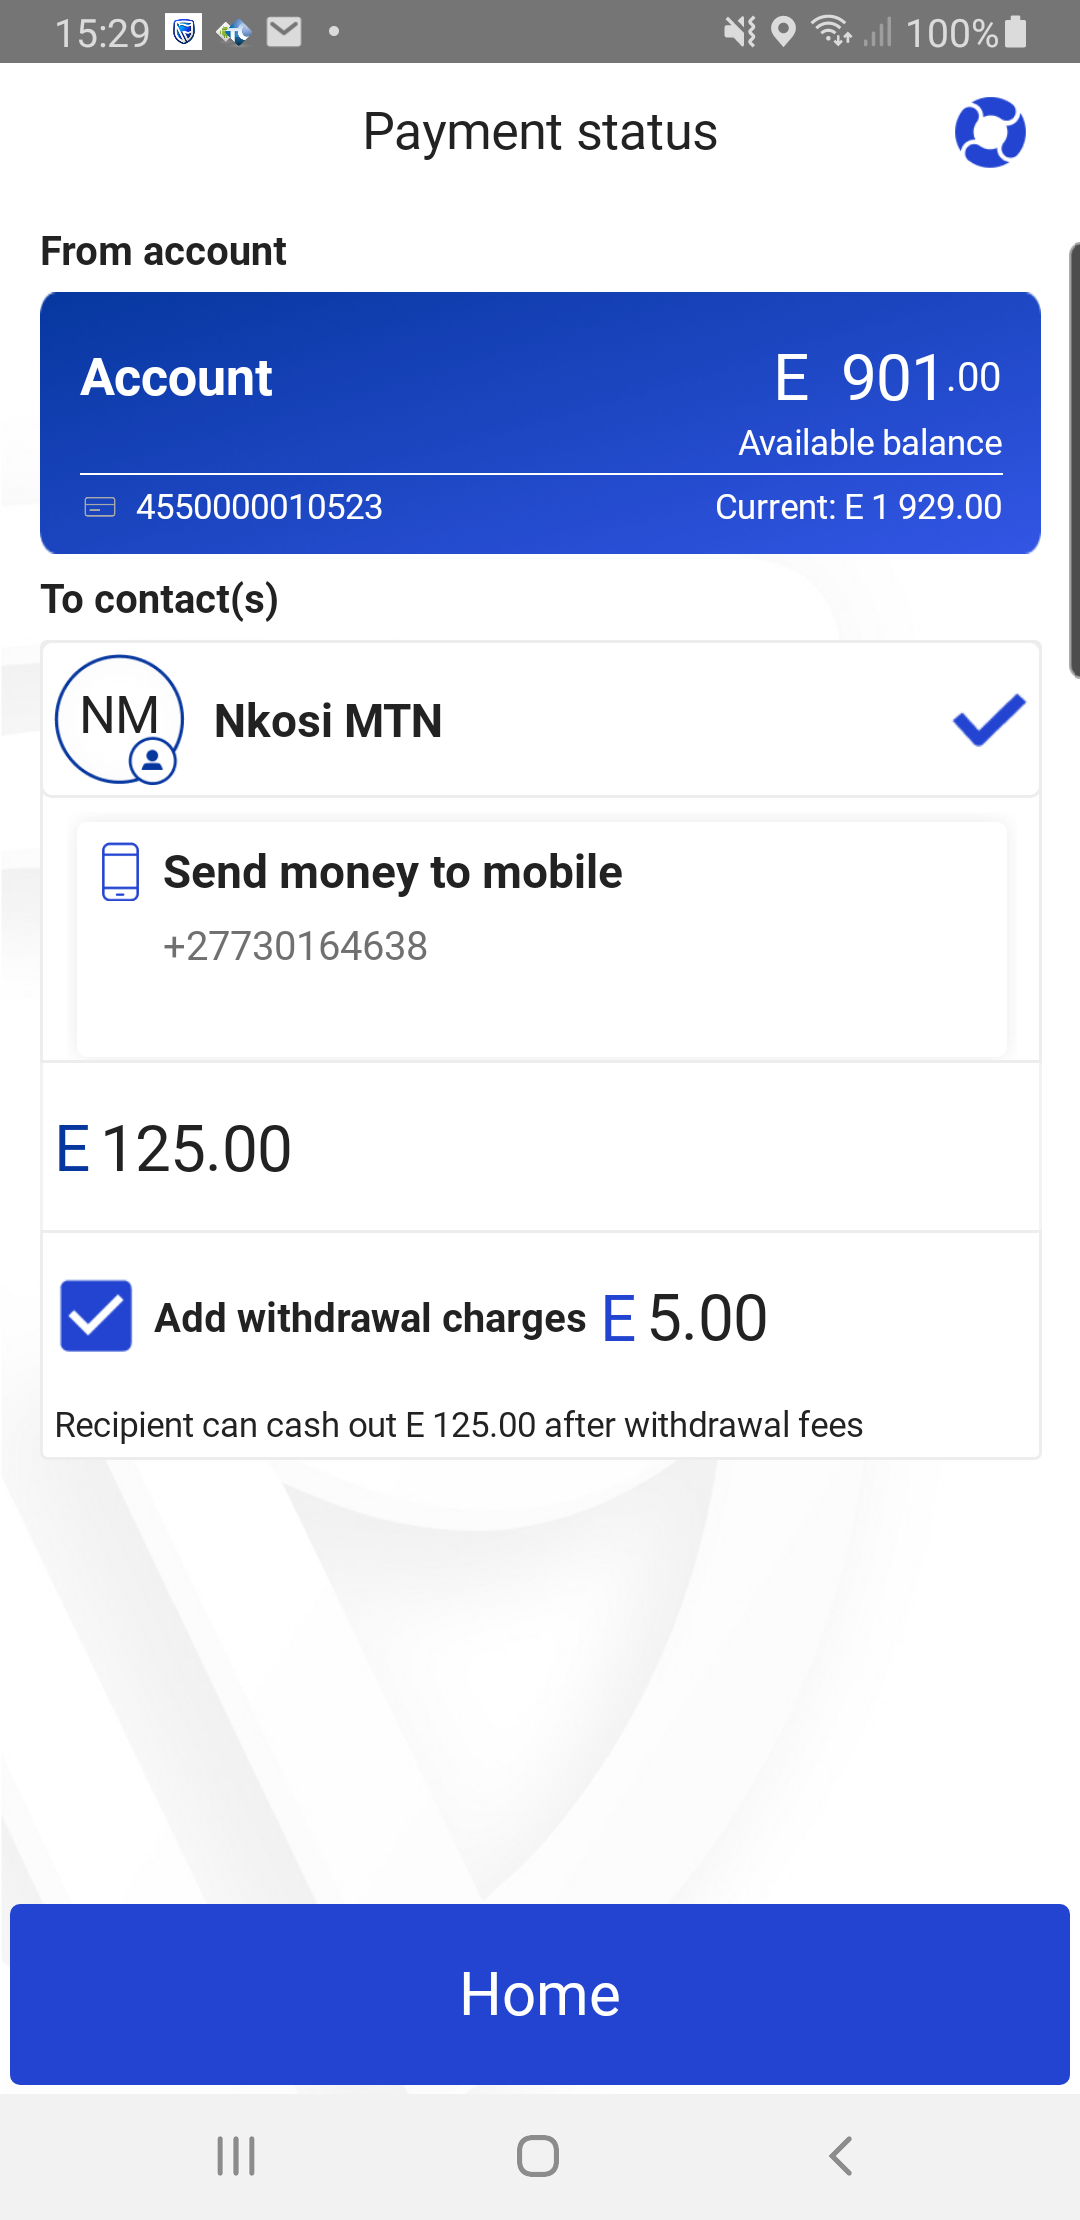 15:29 100%
Payment status
From account
Account E 901.00
Available balance
4550000010523 Current: E 1 929.00
To contact(s)
NM Nkosi MTN
Send money to mobile
+27730164638
E 125.00
Add withdrawal charges E 5.00
Recipient can cash out E 125.00 after withdrawal fees
Home